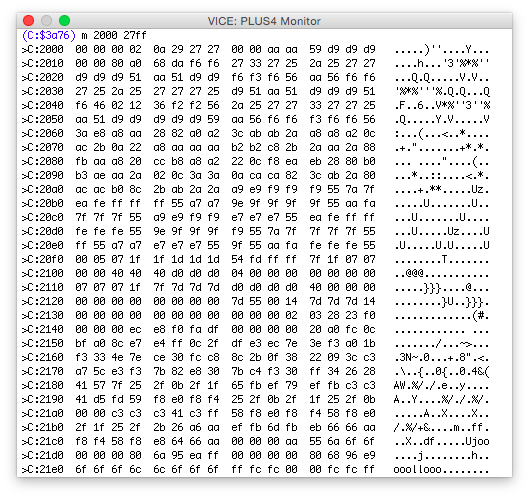 VICE: PLUS4 Monitor
(C:$3a76) m 2000 27ff
>C:2000  00 00 00 02  0a 29 27 27  00 00 aa aa  59 d9 d9 d9   .....)''....Y...
>C:2010  00 00 80 a0  68 da f6 f6  27 33 27 25  2a 25 27 27   ....h...'3'%*%''
>C:2020  d9 d9 d9 51  aa 51 d9 d9  f6 f3 f6 56  aa 56 f6 f6   ...Q.Q.....V.V..
>C:2030  27 25 2a 25  27 27 27 25  d9 51 d9 51  aa 51 d9 d9   '%*%'''%.Q.Q.Q..
>C:2040  f6 46 02 12  36 f2 f2 56  2a 25 27 27  33 27 27 25   .F..6..V*%''3''%
>C:2050  aa 51 d9 d9  d9 d9 d9 59  aa 56 f6 f6  f3 f6 f6 56   .Q.....Y.V.....V
>C:2060  3a e8 a8 aa  28 82 a0 a2  3c ab ab 2a  a8 a8 a2 0c   :...(...<..*....
>C:2070  ac 2b 0a 22  a8 aa aa aa  b2 b2 c8 2b  2a aa 2a 88   .+.".......+*.*.
>C:2080  fb aa a8 20  cc b8 a8 a2  22 0c f8 ea  eb 28 80 b0   ... ...."....(..
>C:2090  b3 ae aa 2a  02 0c 3a 3a  0a ca ca 82  3c ab 2a 80   ...*..::....<.*.
>C:20a0  ac ac b0 8c  2b ab 2a 2a  a9 e9 f9 f9  f9 55 7a 7f   ....+.**.....Uz.
>C:20b0  ea fe ff ff  ff 55 a7 a7  9e 9f 9f 9f  9f 55 aa fa   .....U.......U..
>C:20c0  7f 7f 7f 55  a9 e9 f9 f9  e7 e7 e7 55  ea fe ff ff   ...U.......U....
>C:20d0  fe fe fe 55  9e 9f 9f 9f  f9 55 7a 7f  7f 7f 7f 55   ...U.....Uz....U
>C:20e0  ff 55 a7 a7  e7 e7 e7 55  9f 55 aa fa  fe fe fe 55   .U.....U.U.....U
>C:20f0  00 05 07 1f  1f 1d 1d 1d  54 fd ff ff  7f 1f 07 07   ........T.......
>C:2100  00 00 40 40  40 d0 d0 d0  04 00 00 00  00 00 00 00   ..@@@...........
>C:2110  07 07 07 1f  7f 7d 7d 7d  d0 d0 d0 d0  40 00 00 00   .....}}}....@...
>C:2120  00 00 00 00  00 00 00 00  7d 55 00 14  7d 7d 7d 14   ........}U..}}}.
>C:2130  00 00 00 00  00 00 00 00  00 00 00 02  03 28 23 f0   .............(#.
>C:2140  00 00 00 ec  e8 f0 fa df  00 00 00 00  20 a0 fc 0c   ............ ...
>C:2150  bf a0 8c e7  e4 ff 0c 2f  df e3 ec 7e  3e f3 a0 1b   ......./...~>...
>C:2160  f3 33 4e 7e  ce 30 fc c8  8c 2b 0f 38  22 09 3c c3   .3N~.0...+.8".<.
>C:2170  a7 5c e3 f3  7b 82 e8 30  7b c4 f3 30  ff 34 26 28   .\..{..0{..0.4&(
>C:2180  41 57 7f 25  2f 0b 2f 1f  65 fb ef 79  ef fb c3 c3   AW.%/./.e..y....
>C:2190  41 d5 fd 59  f8 e0 f8 f4  25 2f 0b 2f  1f 25 2f 0b   A..Y....%/./.%/.
>C:21a0  00 00 c3 c3  c3 41 c3 ff  58 f8 e0 f8  f4 58 f8 e0   .....A..X....X..
>C:21b0  2f 1f 25 2f  2b 26 a6 aa  ef fb 6d fb  eb 66 66 aa   /.%/+&....m..ff.
>C:21c0  f8 f4 58 f8  e8 64 66 aa  00 00 00 aa  55 6a 6f 6f   ..X..df.....Ujoo
>C:21d0  00 00 00 80  6a 95 ea ff  00 00 00 00  80 68 96 e9   ....j........h..
>C:21e0  6f 6f 6f 6c  6c 6f 6f 6f  ff fc fc 00  00 fc fc ff   ooollooo........